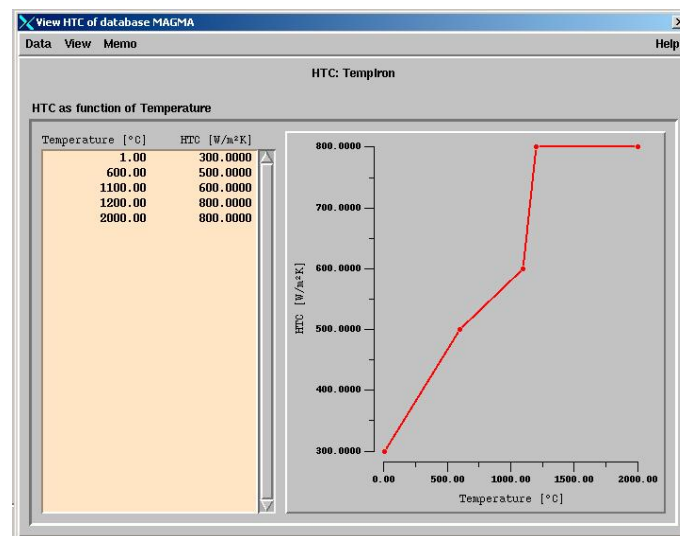 View HTC of database MAGMA
Data View Memo Help
HTC: TempIron
HTC as function of Temperature
Temperature [°C] HTC [W/m²K]
1.00 300.0000
600.00 500.0000
1100.00 600.0000
1200.00 800.0000
2000.00 800.0000
800.0000
700.0000
600.0000
500.0000
400.0000
300.0000
HTC [W/m²K]
0.00 500.00 1000.00 1500.00 2000.00
Temperature [°C]